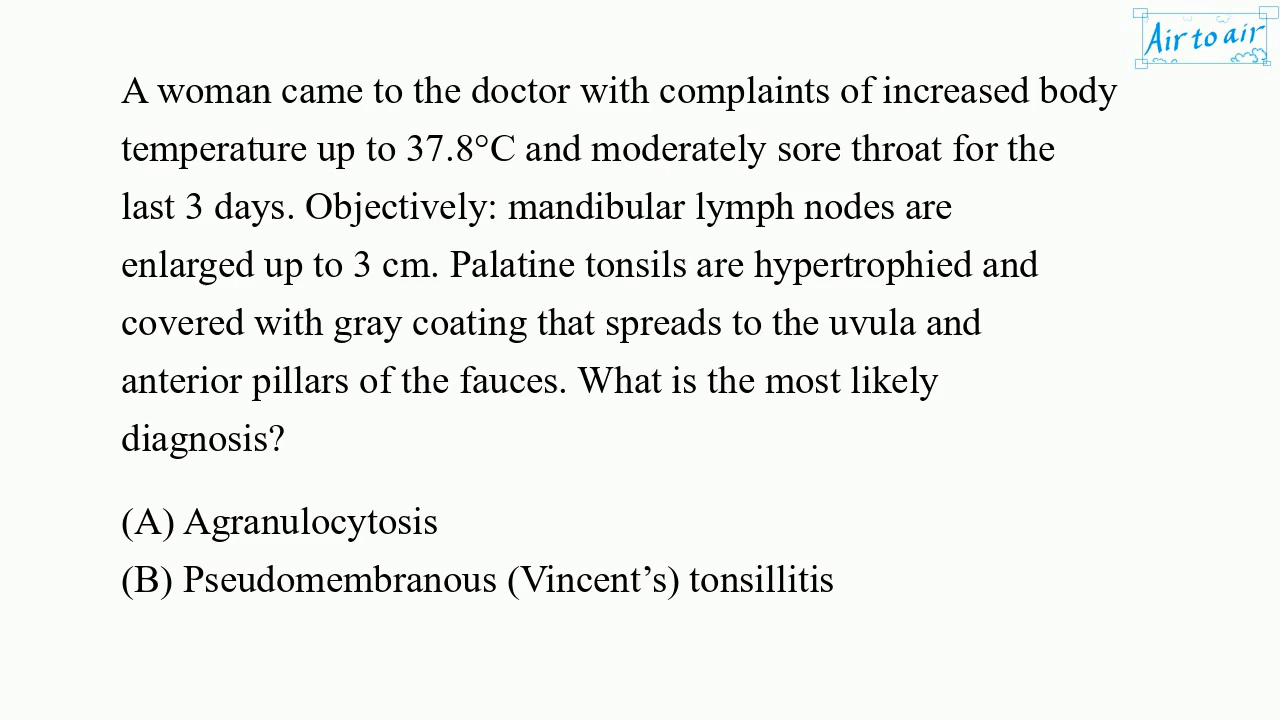 Air to air
A woman came to the doctor with complaints of increased body
temperature up to 37.8°C and moderately sore throat for the
last 3 days. Objectively: mandibular lymph nodes are
enlarged up to 3 cm. Palatine tonsils are hypertrophied and
covered with gray coating that spreads to the uvula and
anterior pillars of the fauces. What is the most likely
diagnosis?
(A) Agranulocytosis
(B) Pseudomembranous (Vincent’s) tonsillitis